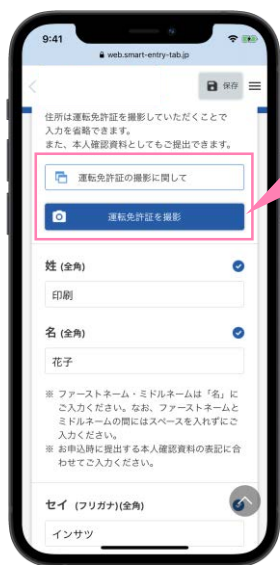 9:41
web.smart-entry-tab.jp
保存
住所は運転免許証を撮影していただくことで
入力を省略できます。
また、本人確認資料としてもご提出できます。
運転免許証の撮影に関して
運転免許証を撮影
姓 (全角)
印刷
名 (全角)
花子
※ ファーストネーム・ミドルネームは「名」に
ご入力ください。なお、ファーストネームと
ミドルネームの間にはスペースを入れずにご
入力ください。
※ お申込時に提出する本人確認資料の表記に合
わせてご入力ください。
セイ (フリガナ)(全角)
インサツ